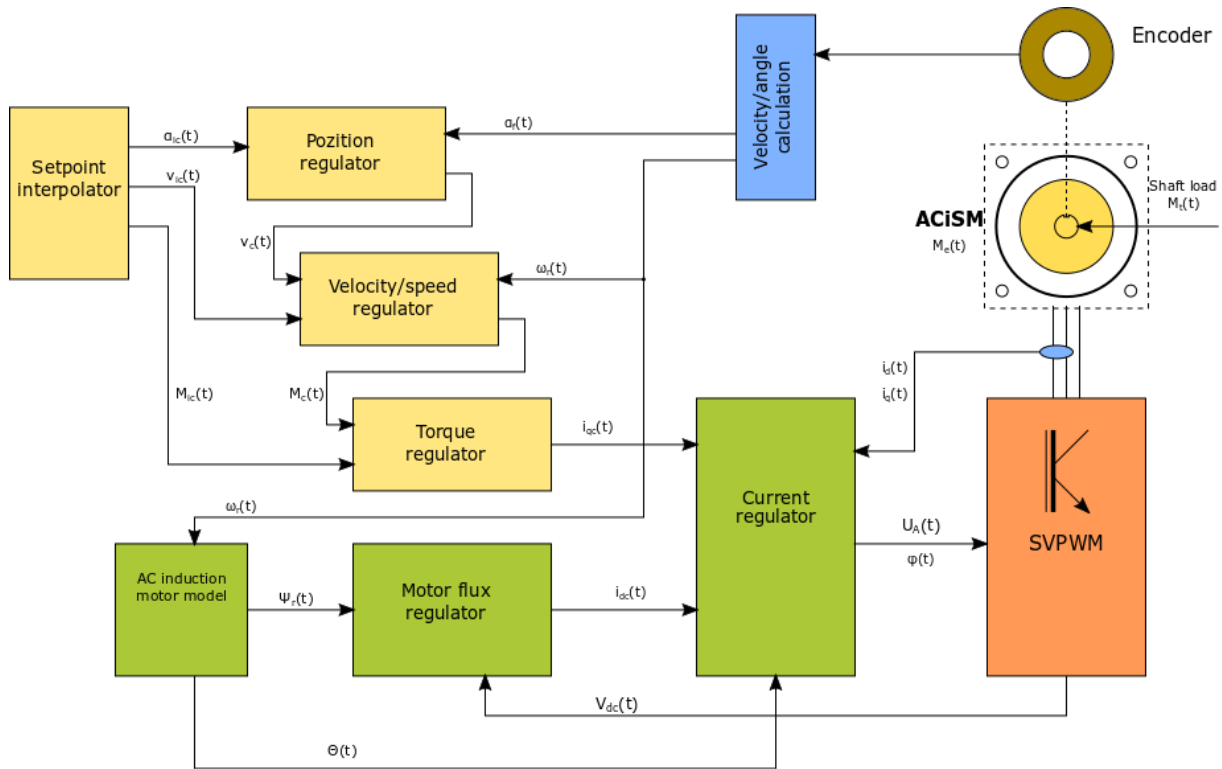 Encoder
Velocity/angle
calculation
α_ic(t)
α_r(t)
Pozition
regulator
Setpoint
interpolator
v_ic(t)
Shaft load
M_t(t)
ACiSM
M_e(t)
v_c(t)
ω_r(t)
Velocity/speed
regulator
i_d(t)
i_q(t)
M_ic(t)
M_c(t)
Torque
regulator
i_qc(t)
Current
regulator
ω_r(t)
U_A(t)
SVPWM
φ(t)
AC induction
motor model
Ψ_r(t)
Motor flux
regulator
i_dc(t)
V_dc(t)
Θ(t)